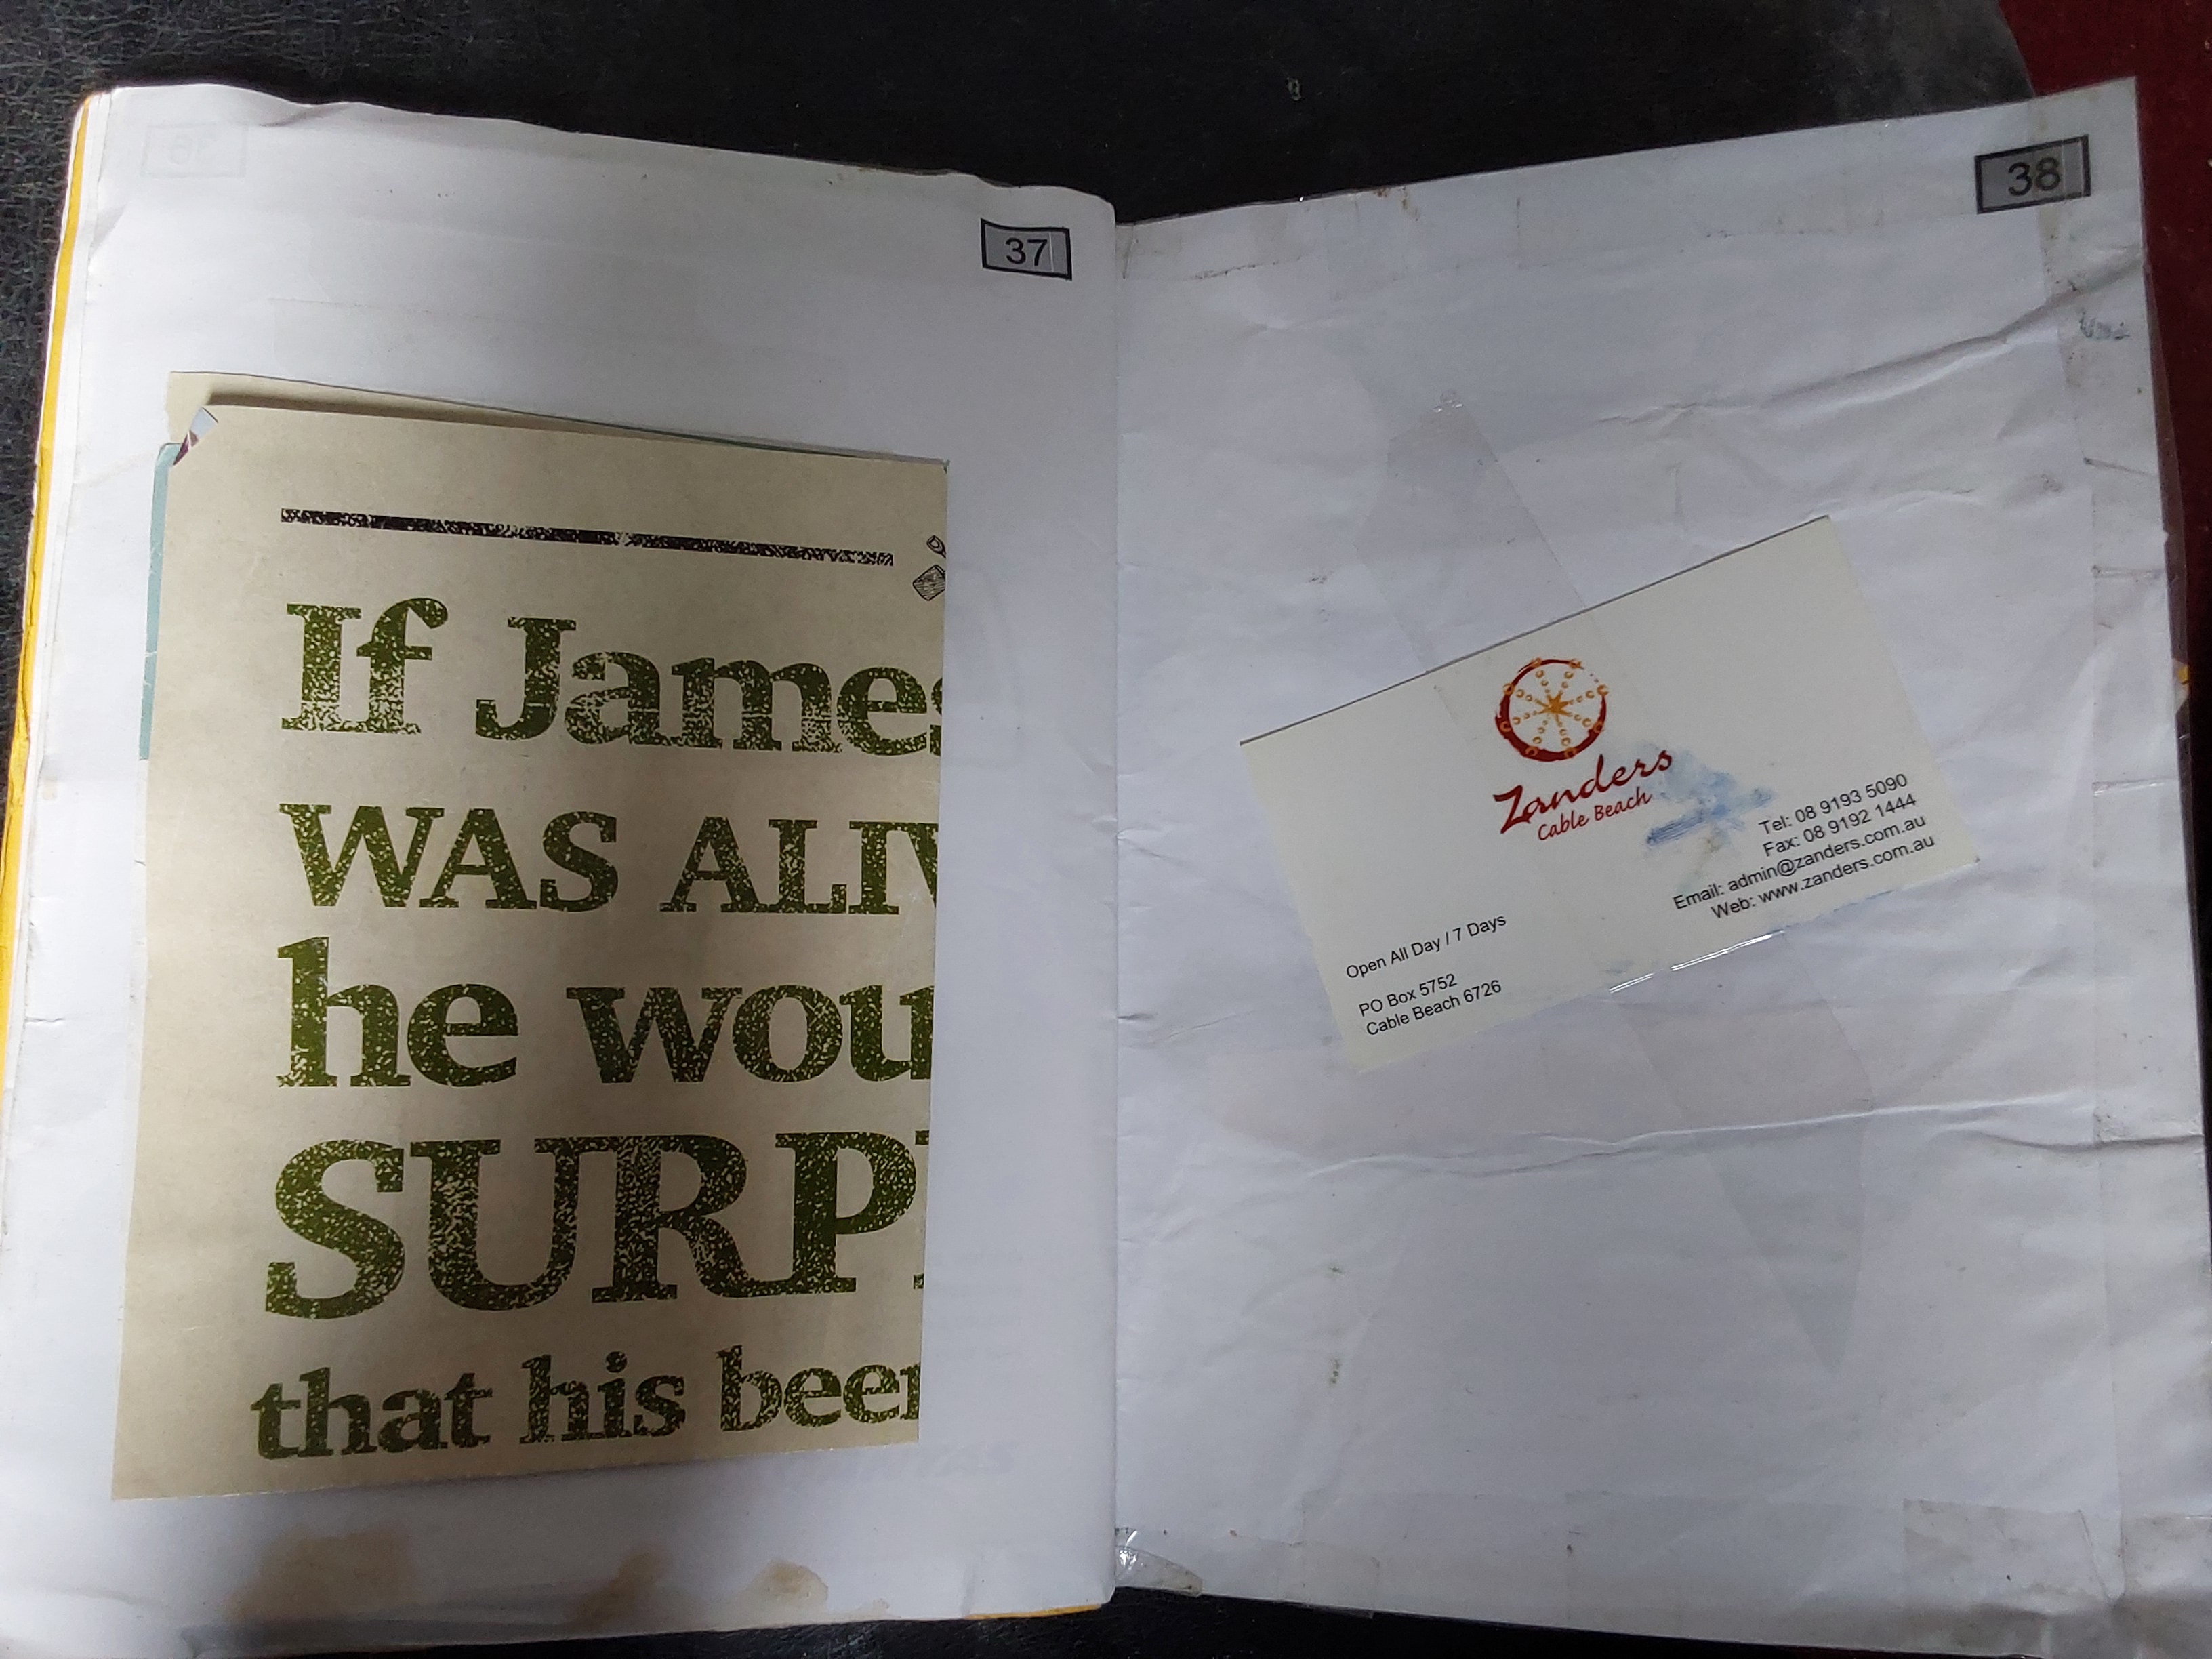 37
If James
WAS ALIV
he wou
SURP
that his beer
38
Zanders
Cable Beach
Tel: 08 9193 5090
Fax: 08 9192 1444
Email: admin@zanders.com.au
Web: www.zanders.com.au
Open All Day / 7 Days
PO Box 5752
Cable Beach 6726